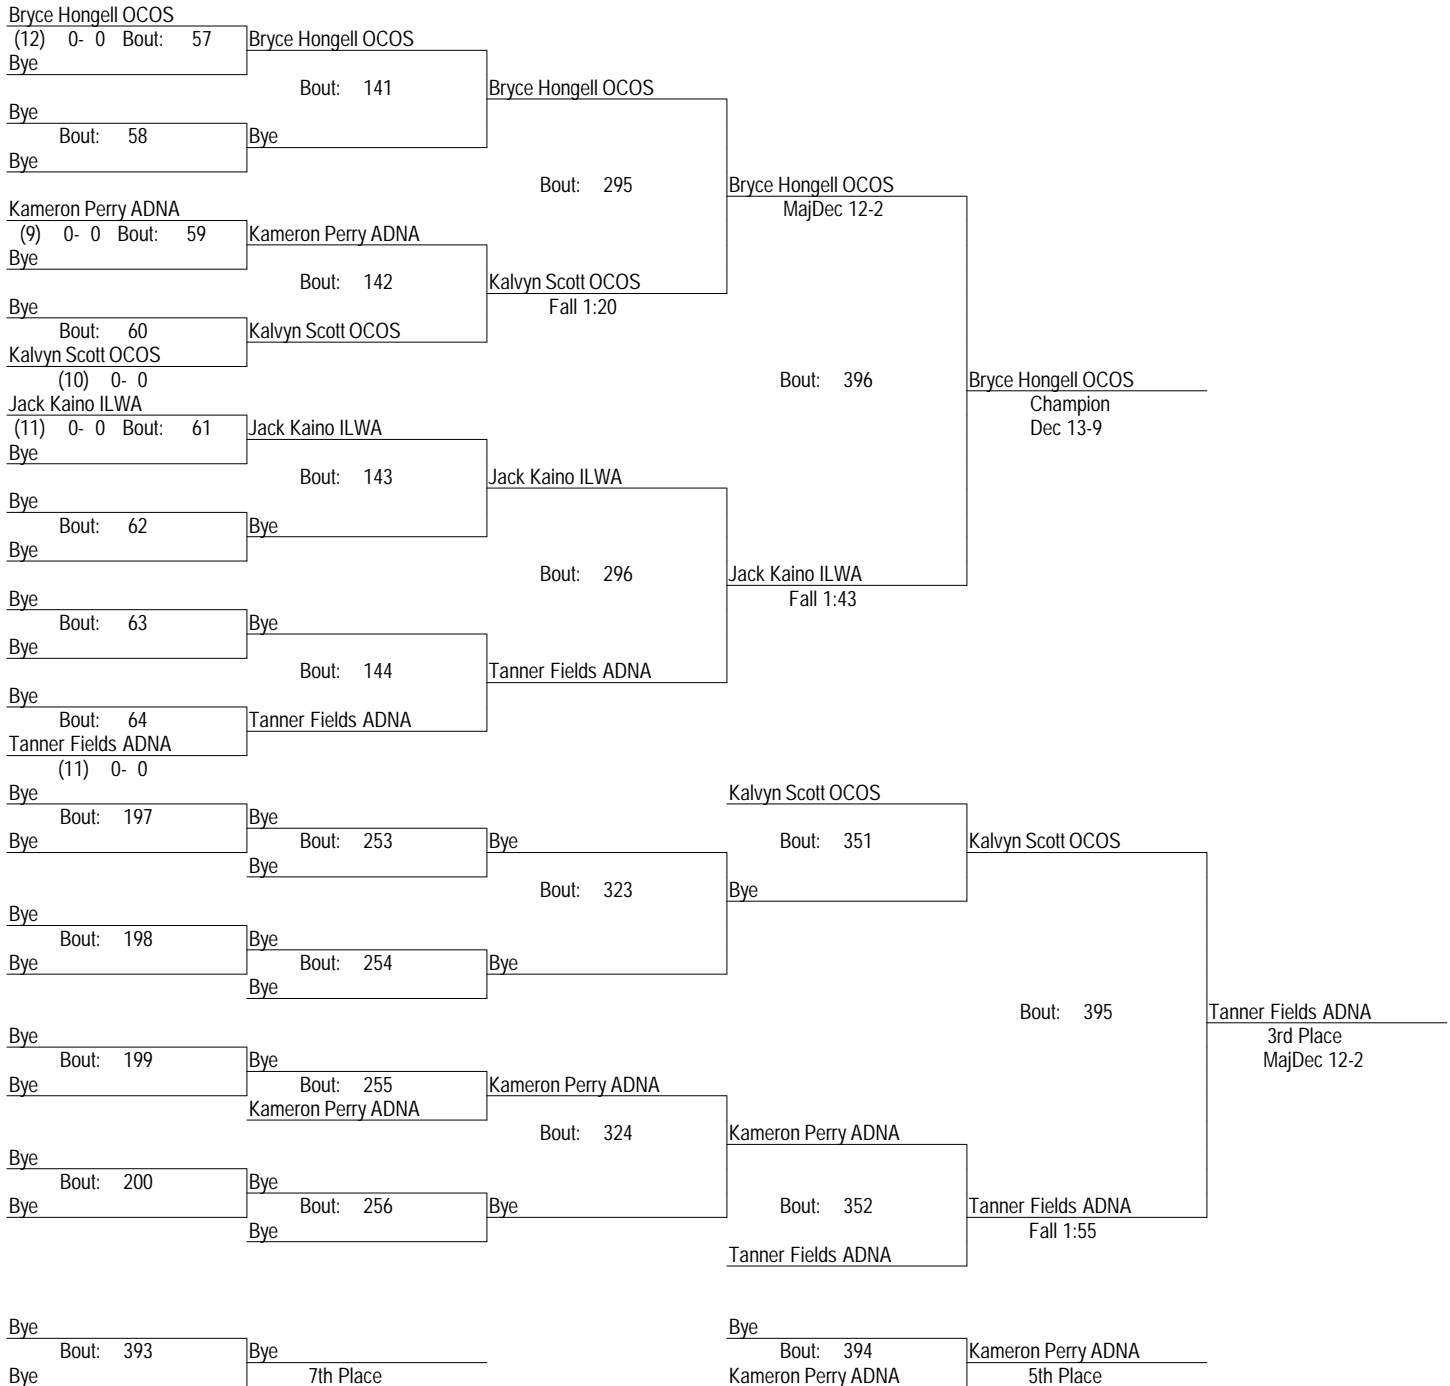 Bryce Hongell OCOS
(12) 0- 0 Bout: 57 Bryce Hongell OCOS
Bye
Bout: 141 Bryce Hongell OCOS
Bye
Bout: 58 Bye
Bye
Bout: 295 Bryce Hongell OCOS
Kameron Perry ADNA MajDec 12-2
(9) 0- 0 Bout: 59 Kameron Perry ADNA
Bye
Bout: 142 Kalvyn Scott OCOS
Bye Fall 1:20
Bout: 60 Kalvyn Scott OCOS
Kalvyn Scott OCOS
(10) 0- 0 Bout: 396 Bryce Hongell OCOS
Jack Kaino ILWA Champion
(11) 0- 0 Bout: 61 Jack Kaino ILWA Dec 13-9
Bye
Bout: 143 Jack Kaino ILWA
Bye
Bout: 62 Bye
Bye
Bout: 296 Jack Kaino ILWA
Bye Fall 1:43
Bout: 63 Bye
Bye
Bout: 144 Tanner Fields ADNA
Bye
Bout: 64 Tanner Fields ADNA
Tanner Fields ADNA
(11) 0- 0
Bye Kalvyn Scott OCOS
Bout: 197 Bye
Bye Bout: 253 Bye Bout: 351 Kalvyn Scott OCOS
Bye
Bout: 323 Bye
Bye
Bout: 198 Bye
Bye Bout: 254 Bye
Bye
Bout: 395 Tanner Fields ADNA
Bye 3rd Place
Bout: 199 Bye MajDec 12-2
Bye Bout: 255 Kameron Perry ADNA
Kameron Perry ADNA
Bout: 324 Kameron Perry ADNA
Bye
Bout: 200 Bye
Bye Bout: 256 Bye Bout: 352 Tanner Fields ADNA
Bye Fall 1:55
Tanner Fields ADNA
Bye Bye
Bout: 393 Bye Bout: 394 Kameron Perry ADNA
Bye 7th Place Kameron Perry ADNA 5th Place